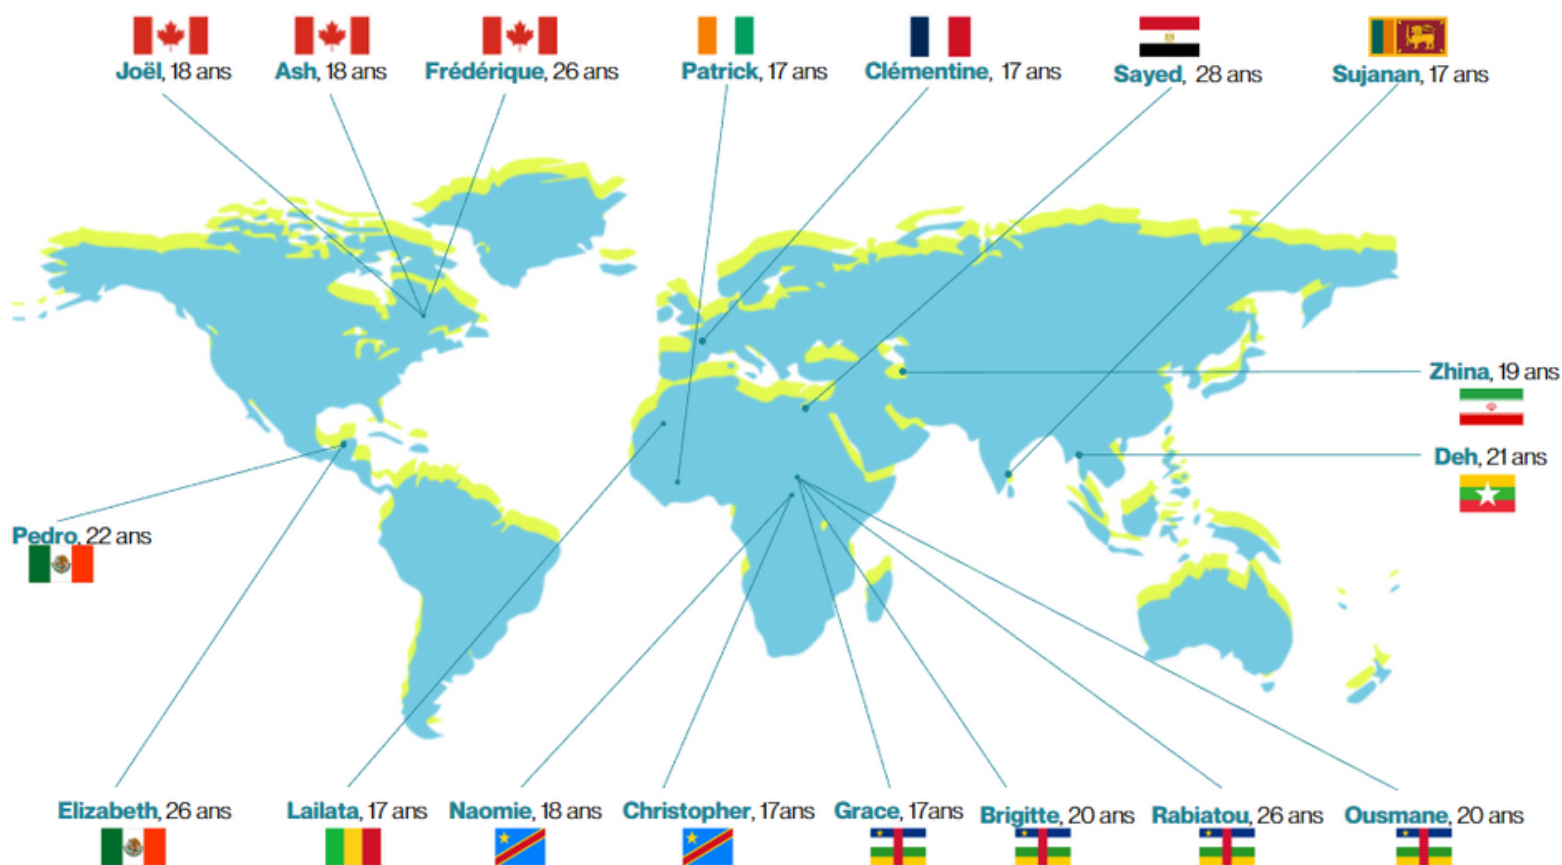 Joël, 18 ans
Ash, 18 ans
Frédérique, 26 ans
Patrick, 17 ans
Clémentine, 17 ans
Sayed, 28 ans
Sujanan, 17 ans
Zhina, 19 ans
Deh, 21 ans
Pedro, 22 ans
Elizabeth, 26 ans
Lailata, 17 ans
Naomie, 18 ans
Christopher, 17ans
Grace, 17ans
Brigitte, 20 ans
Rabiatou, 26 ans
Ousmane, 20 ans